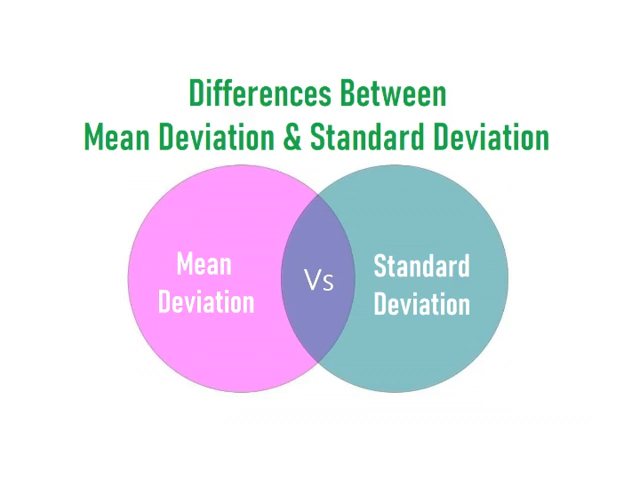 Differences Between
Mean Deviation & Standard Deviation
Mean
Deviation
Vs
Standard
Deviation